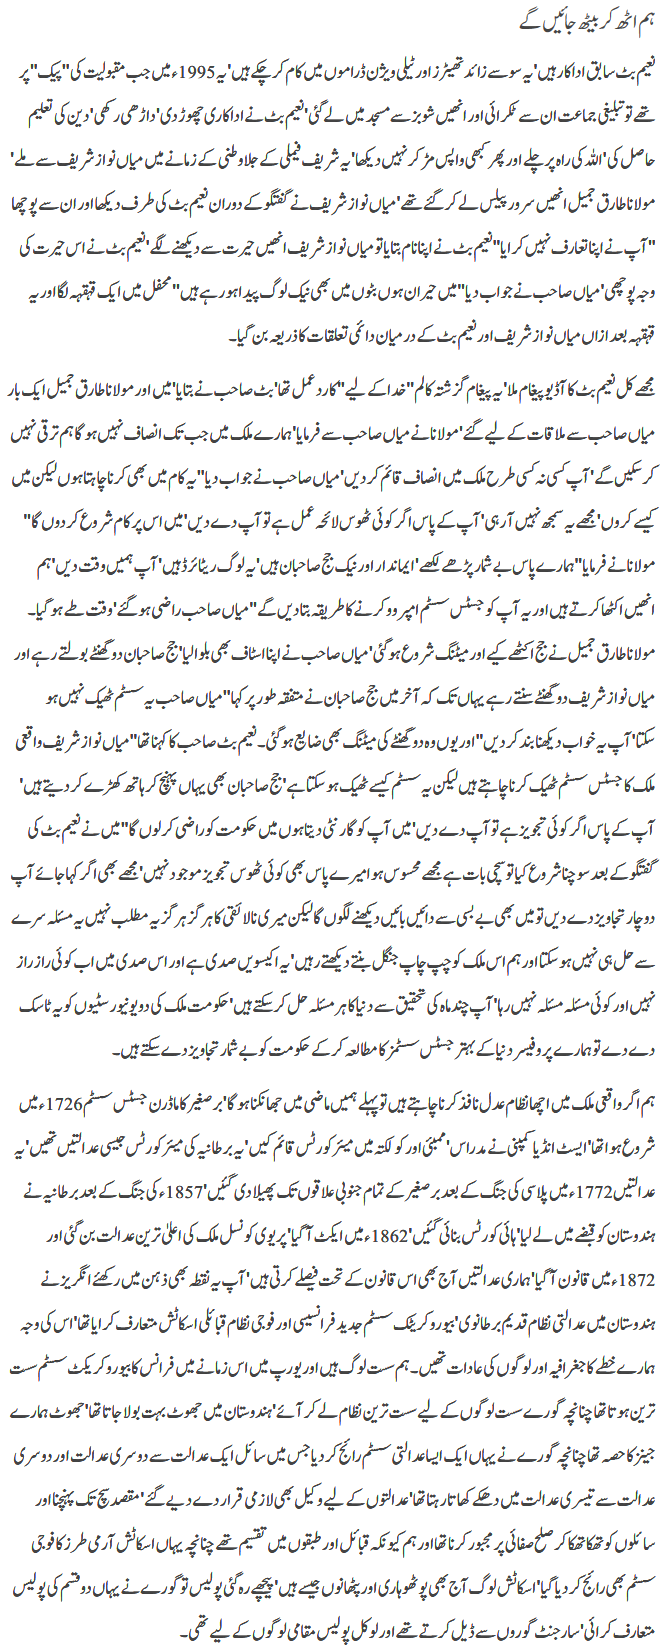 ہم اٹھ کر بیٹھ جائیں گے
نعیم بٹ سابق اداکار ہیں' یہ سو سے زائد تھیٹرز اور ٹیلی ویژن ڈراموں میں کام کر چکے ہیں' یہ 1995ء میں جب مقبولیت کی ''پیک'' پر
تھے تو تبلیغی جماعت ان سے ٹکرائی اور انھیں شوبز سے مسجد میں لے گئی' نعیم بٹ نے اداکاری چھوڑ دی' داڑھی رکھی' دین کی تعلیم
حاصل کی' اللہ کی راہ پر چلے اور پھر کبھی واپس مڑ کر نہیں دیکھا' یہ شریف فیملی کے جلاوطنی کے زمانے میں میاں نواز شریف سے ملے'
مولانا طارق جمیل انھیں سرور پیلس لے کر گئے تھے' میاں نواز شریف نے گفتگو کے دوران نعیم بٹ کی طرف دیکھا اور ان سے پوچھا
''آپ نے اپنا تعارف نہیں کرایا'' نعیم بٹ نے اپنا نام بتایا تو میاں نواز شریف انھیں حیرت سے دیکھنے لگے' نعیم بٹ نے اس حیرت کی
وجہ پوچھی' میاں صاحب نے جواب دیا ''میں حیران ہوں بٹوں میں بھی نیک لوگ پیدا ہو رہے ہیں'' محفل میں ایک قہقہہ لگا اور یہ
قہقہہ بعد ازاں میاں نواز شریف اور نعیم بٹ کے درمیان دائمی تعلقات کا ذریعہ بن گیا۔
مجھے کل نعیم بٹ کا آڈیو پیغام ملا' یہ پیغام گزشتہ کالم ''خدا کے لیے'' کا ردعمل تھا' بٹ صاحب نے بتایا' میں اور مولانا طارق جمیل ایک بار
میاں صاحب سے ملاقات کے لیے گئے' مولانا نے میاں صاحب سے فرمایا' ہمارے ملک میں جب تک انصاف نہیں ہو گا ہم ترقی نہیں
کر سکیں گے' آپ کسی نہ کسی طرح ملک میں انصاف قائم کر دیں' میاں صاحب نے جواب دیا'' یہ کام میں بھی کرنا چاہتا ہوں لیکن میں
کیسے کروں' مجھے یہ سمجھ نہیں آ رہی' آپ کے پاس اگر کوئی ٹھوس لائحہ عمل ہے تو آپ دے دیں' میں اس پر کام شروع کر دوں گا''
مولانا نے فرمایا'' ہمارے پاس بے شمار پڑھے لکھے' ایماندار اور نیک جج صاحبان ہیں' یہ لوگ ریٹائرڈ ہیں' آپ ہمیں وقت دیں' ہم
انھیں اکٹھا کرتے ہیں اور یہ آپ کو جسٹس سسٹم امپروو کرنے کا طریقہ بتا دیں گے'' میاں صاحب راضی ہو گئے' وقت طے ہو گیا۔
مولانا طارق جمیل نے جج اکٹھے کیے اور میٹنگ شروع ہو گئی' میاں صاحب نے اپنا اسٹاف بھی بلوا لیا' جج صاحبان دو گھنٹے بولتے رہے اور
میاں نواز شریف دو گھنٹے سنتے رہے یہاں تک کہ آخر میں جج صاحبان نے متفقہ طور پر کہا'' میاں صاحب یہ سسٹم ٹھیک نہیں ہو
سکتا' آپ یہ خواب دیکھنا بند کر دیں'' اور یوں وہ دو گھنٹے کی میٹنگ بھی ضایع ہو گئی۔ نعیم بٹ صاحب کا کہنا تھا'' میاں نواز شریف واقعی
ملک کا جسٹس سسٹم ٹھیک کرنا چاہتے ہیں لیکن یہ سسٹم کیسے ٹھیک ہو سکتا ہے' جج صاحبان بھی یہاں پہنچ کر ہاتھ کھڑے کر دیتے ہیں'
آپ کے پاس اگر کوئی تجویز ہے تو آپ دے دیں' میں آپ کو گارنٹی دیتا ہوں میں حکومت کو راضی کر لوں گا'' میں نے نعیم بٹ کی
گفتگو کے بعد سوچنا شروع کیا تو سچی بات ہے مجھے محسوس ہوا میرے پاس بھی کوئی ٹھوس تجویز موجود نہیں' مجھے بھی اگر کہا جائے آپ
دو چار تجاویز دے دیں تو میں بھی بے بسی سے دائیں بائیں دیکھنے لگوں گا لیکن میری نالائقی کا ہر گز ہر گز یہ مطلب نہیں یہ مسئلہ سرے
سے حل ہی نہیں ہو سکتا اور ہم اس ملک کو چپ چاپ جنگل بنتے دیکھتے رہیں' یہ اکیسویں صدی ہے اور اس صدی میں اب کوئی راز راز
نہیں اور کوئی مسئلہ مسئلہ نہیں رہا' آپ چند ماہ کی تحقیق سے دنیا کا ہر مسئلہ حل کر سکتے ہیں' حکومت ملک کی دو یونیورسٹیوں کو یہ ٹاسک
دے دے تو ہمارے پروفیسر دنیا کے بہتر جسٹس سسٹمز کا مطالعہ کر کے حکومت کو بے شمار تجاویز دے سکتے ہیں۔
ہم اگر واقعی ملک میں اچھا نظام عدل نافذ کرنا چاہتے ہیں تو پہلے ہمیں ماضی میں جھانکنا ہو گا' برصغیر کا ماڈرن جسٹس سسٹم 1726ء میں
شروع ہوا تھا' ایسٹ انڈیا کمپنی نے مدراس' ممبئی اور کولکتہ میں میئر کورٹس قائم کیں' یہ برطانیہ کی میئر کورٹس جیسی عدالتیں تھیں' یہ
عدالتیں 1772ء میں پلاسی کی جنگ کے بعد برصغیر کے تمام جنوبی علاقوں تک پھیلا دی گئیں' 1857ء کی جنگ کے بعد برطانیہ نے
ہندوستان کو قبضے میں لے لیا' ہائی کورٹس بنائی گئیں' 1862ء میں ایکٹ آ گیا' پریوی کونسل ملک کی اعلیٰ ترین عدالت بن گئی اور
1872ء میں قانون آ گیا' ہماری عدالتیں آج بھی اس قانون کے تحت فیصلے کرتی ہیں' آپ یہ نقطہ بھی ذہن میں رکھئے انگریز نے
ہندوستان میں عدالتی نظام قدیم برطانوی' بیوروکریٹک سسٹم جدید فرانسیسی اور فوجی نظام قبائلی اسکاٹش متعارف کرایا تھا' اس کی وجہ
ہمارے خطے کا جغرافیہ اور لوگوں کی عادات تھیں۔ ہم سست لوگ ہیں اور یورپ میں اس زمانے میں فرانس کا بیوروکریکٹ سسٹم سست
ترین ہوتا تھا چنانچہ گورے سست لوگوں کے لیے سست ترین نظام لے کر آئے' ہندوستان میں جھوٹ بہت بولا جاتا تھا' جھوٹ ہمارے
جینز کا حصہ تھا چنانچہ گورے نے یہاں ایک ایسا عدالتی سسٹم رائج کر دیا جس میں سائل ایک عدالت سے دوسری عدالت اور دوسری
عدالت سے تیسری عدالت میں دھکے کھاتا رہتا تھا' عدالتوں کے لیے وکیل بھی لازمی قرار دے دیے گئے' مقصد سچ تک پہنچنا اور
سائلوں کو تھکا تھکا کر صلح صفائی پر مجبور کرنا تھا اور ہم کیونکہ قبائل اور طبقوں میں تقسیم تھے چنانچہ یہاں اسکاٹش آرمی طرز کا فوجی
سسٹم بھی رائج کر دیا گیا' اسکاٹش لوگ آج بھی پوٹھوہاری اور پٹھانوں جیسے ہیں' پیچھے رہ گئی پولیس تو گورے نے یہاں دو قسم کی پولیس
متعارف کرائی' سارجنٹ گوروں سے ڈیل کرتے تھے اور لوکل پولیس مقامی لوگوں کے لیے تھی۔